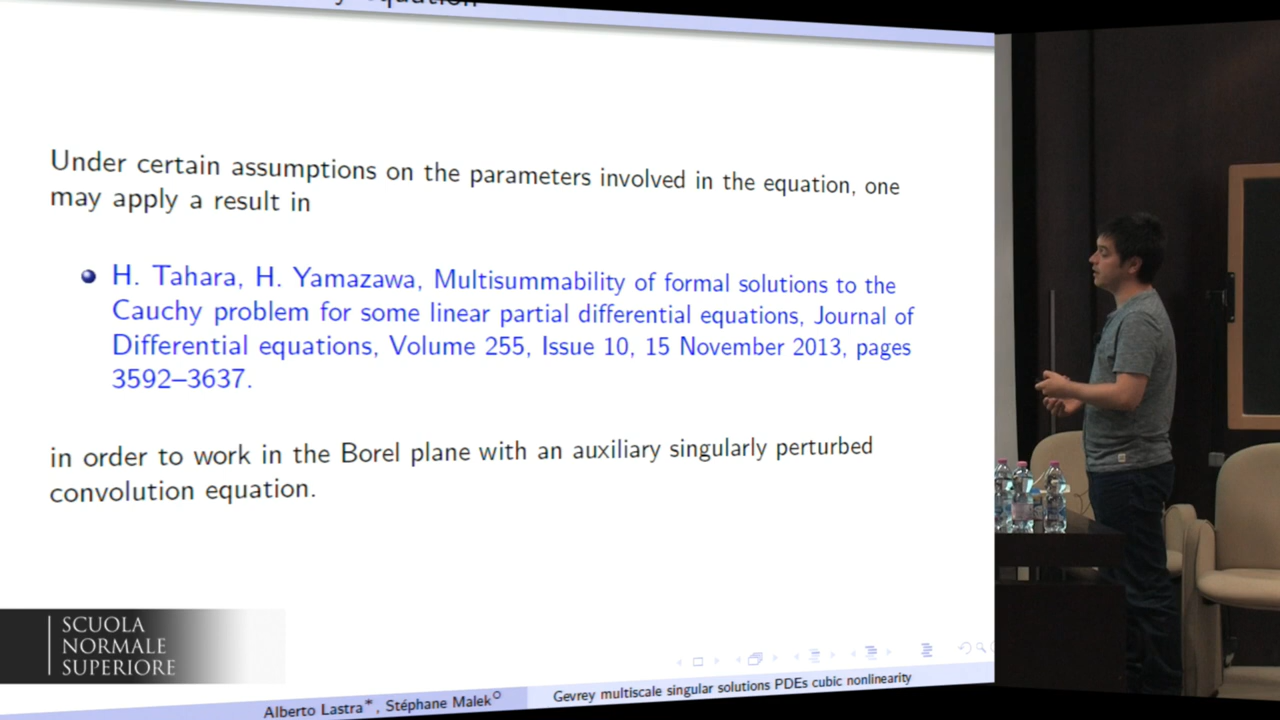 Under certain assumptions on the parameters involved in the equation, one
may apply a result in
H. Tahara, H. Yamazawa, Multisummability of formal solutions to the
Cauchy problem for some linear partial differential equations, Journal of
Differential equations, Volume 255, Issue 10, 15 November 2013, pages
3592–3637.
in order to work in the Borel plane with an auxiliary singularly perturbed
convolution equation.
SCUOLA
NORMALE
SUPERIORE
Alberto Lastra*, Stéphane Malek○
Gevrey multiscale singular solutions PDEs cubic nonlinearity